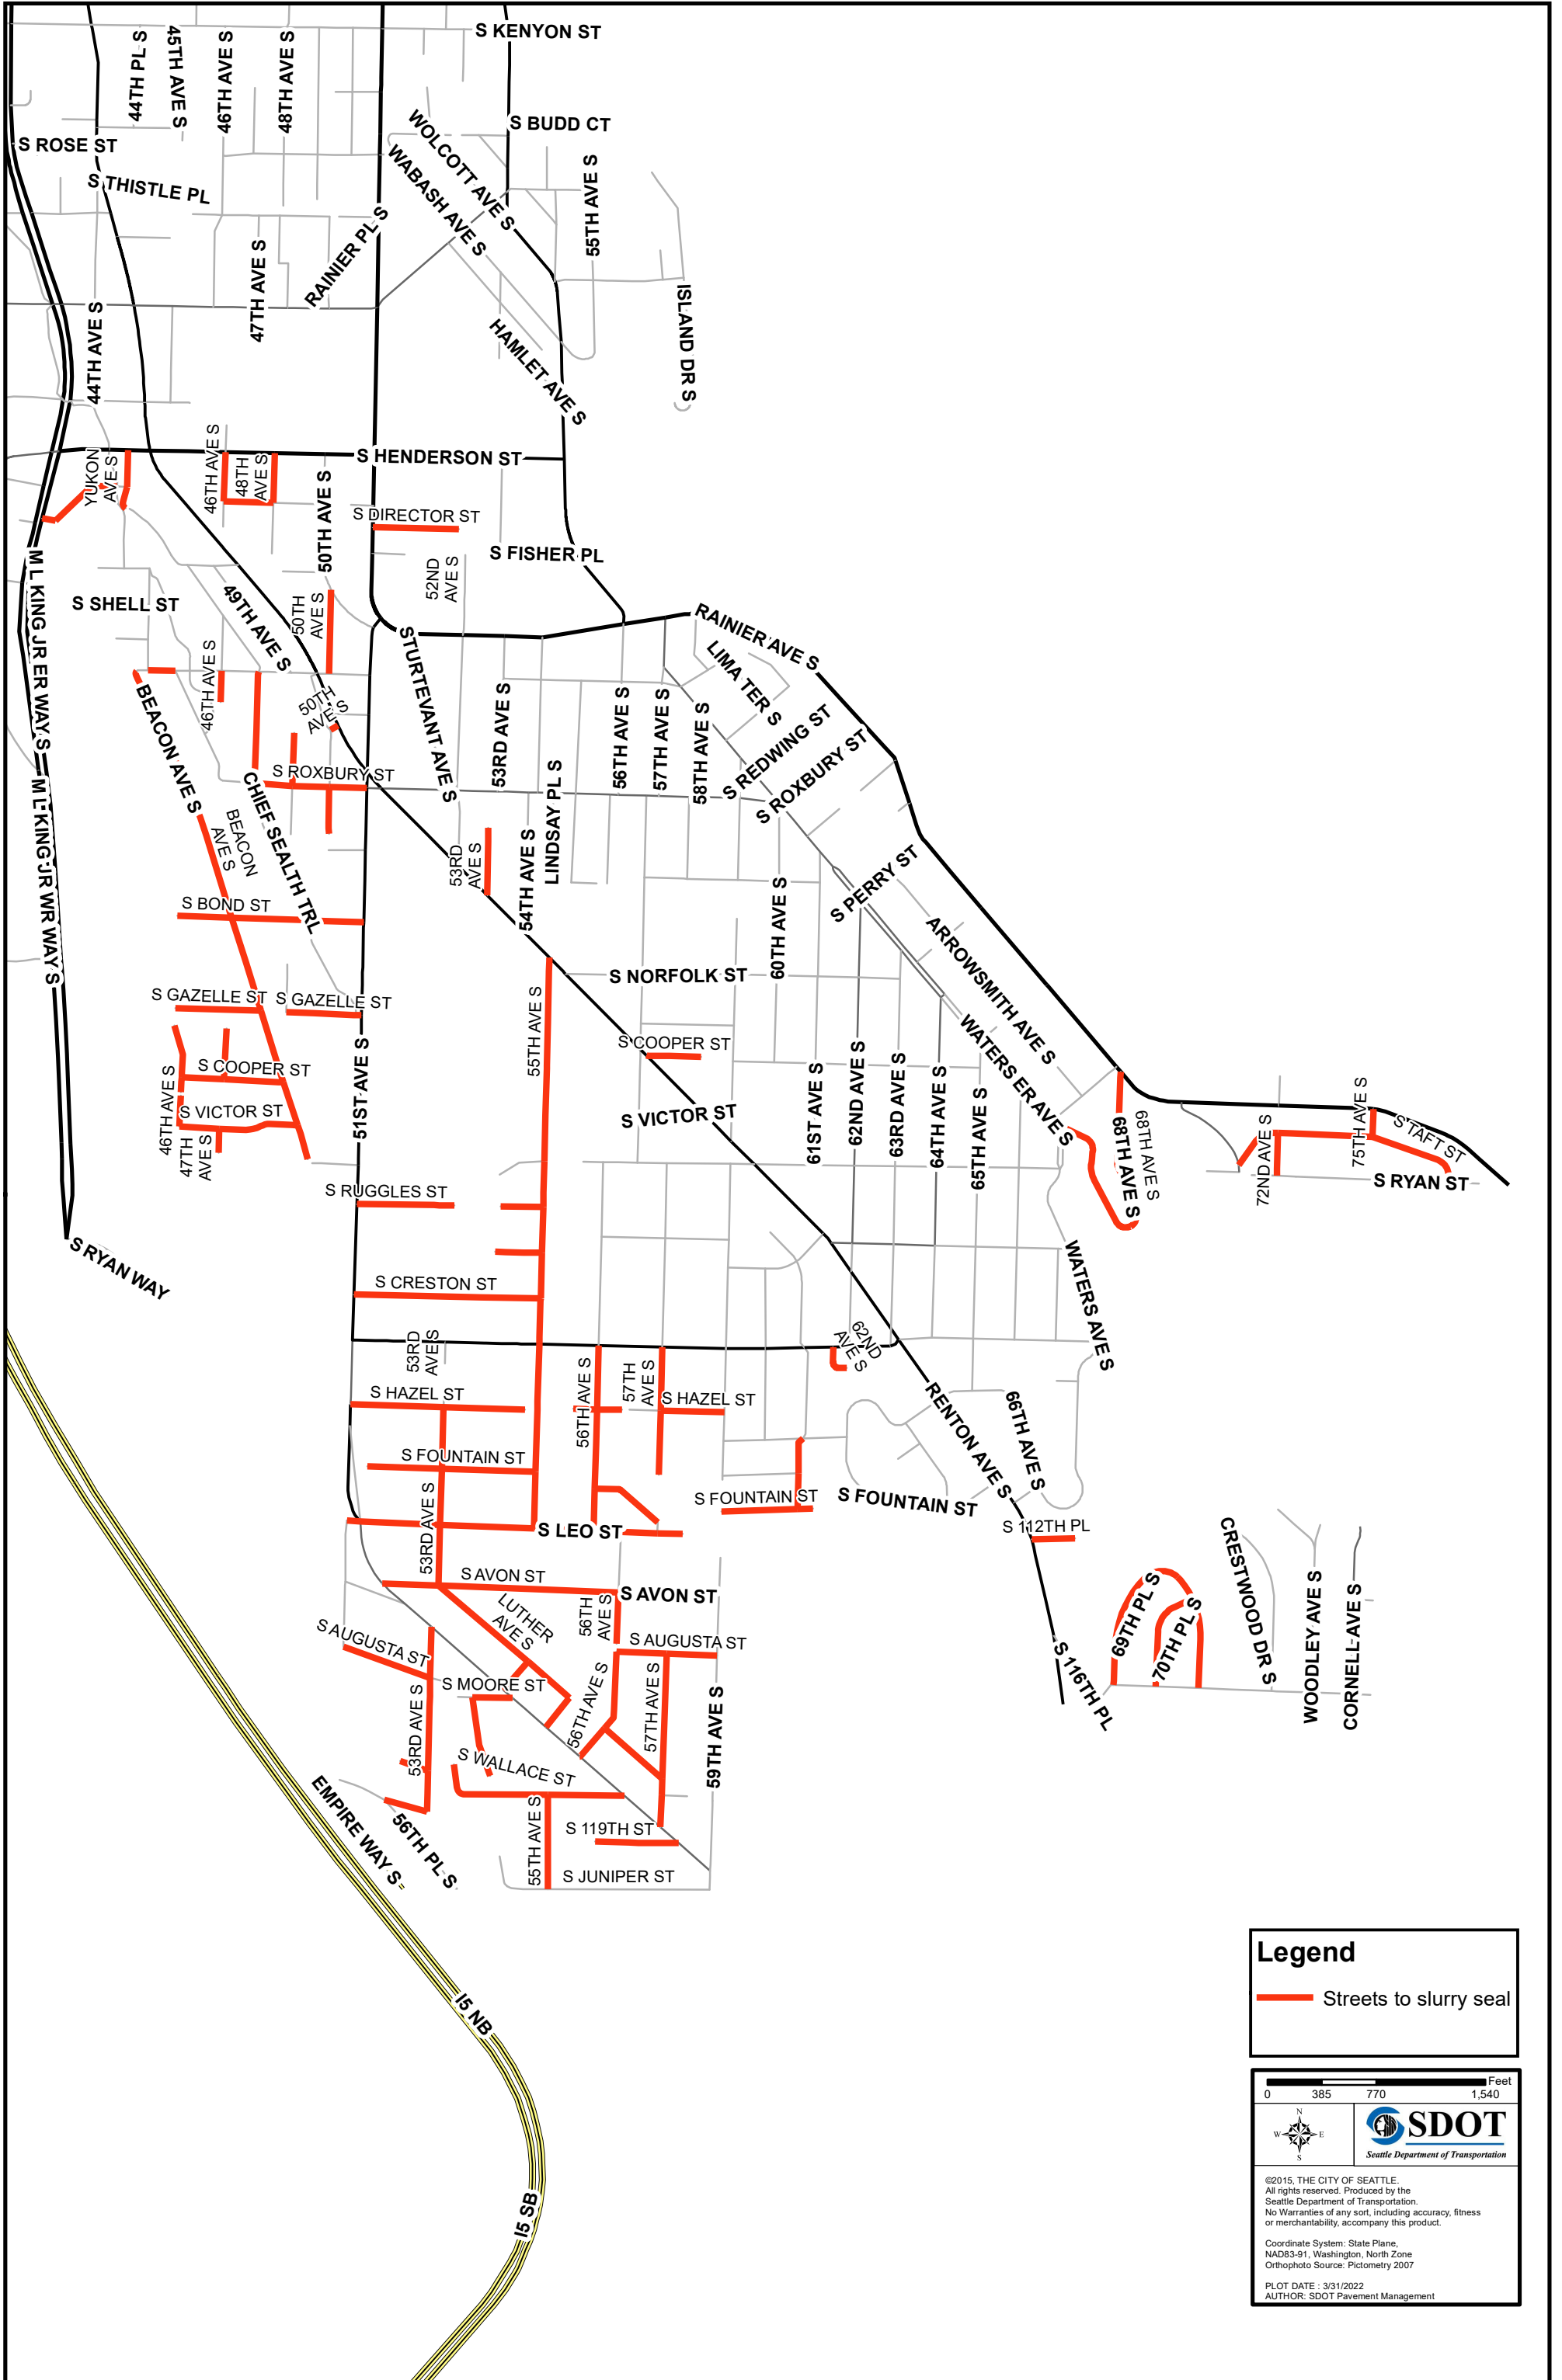 S KENYON ST
44TH PL S
45TH AVE S
46TH AVE S
48TH AVE S
WOLCOTT AVE S
S BUDD CT
S ROSE ST
WABASH AVE S
55TH AVE S
S THISTLE PL
RAINIER PL S
47TH AVE S
ISLAND DR S
44TH AVE S
HAMLET AVE S
S HENDERSON ST
YUKON
AVE S
46TH AVE S
48TH
AVE S
50TH AVE S
S DIRECTOR ST
S FISHER PL
52ND
AVE S
M L KING JR ER WAY S
S SHELL ST
49TH AVE S
50TH
AVE S
RAINIER AVE S
STURTEVANT AVE S
LIMA TER S
46TH AVE S
BEACON AVE S
50TH
AVE S
53RD AVE S
56TH AVE S
57TH AVE S
58TH AVE S
S REDWING ST
S ROXBURY ST
S ROXBURY ST
CHIEF SEALTH TRL
LINDSAY PL S
M L KING JR WR WAY S
BEACON
AVE S
53RD
AVE S
54TH AVE S
S PERRY ST
S BOND ST
60TH AVE S
ARROWSMITH AVE S
S NORFOLK ST
S GAZELLE ST
S GAZELLE ST
55TH AVE S
WATERS ER AVE S
S COOPER ST
S COOPER ST
51ST AVE S
46TH AVE S
S VICTOR ST
S VICTOR ST
47TH
AVE S
61ST AVE S
62ND AVE S
63RD AVE S
64TH AVE S
65TH AVE S
68TH AVE S
68TH AVE S
72ND AVE S
75TH AVE S
S TAFT ST
S RYAN ST
S RUGGLES ST
S RYAN WAY
S CRESTON ST
WATERS AVE S
53RD
AVE S
62ND
AVE S
S HAZEL ST
56TH AVE S
57TH
AVE S
S HAZEL ST
RENTON AVE S
66TH AVE S
S FOUNTAIN ST
S FOUNTAIN ST
S FOUNTAIN ST
53RD AVE S
S LEO ST
S 112TH PL
CRESTWOOD DR S
WOODLEY AVE S
CORNELL AVE S
S AVON ST
S AVON ST
69TH PL S
70TH PL S
LUTHER
AVE S
56TH
AVE S
S AUGUSTA ST
S AUGUSTA ST
S MOORE ST
56TH AVE S
57TH AVE S
59TH AVE S
S 116TH PL
53RD AVE S
S WALLACE ST
EMPIRE WAY S
56TH PL S
55TH AVE S
S 119TH ST
S JUNIPER ST
I5 NB
I5 SB
Legend
Streets to slurry seal
Feet
0 385 770 1,540
N
W E
S
SDOT
Seattle Department of Transportation
©2015, THE CITY OF SEATTLE.
All rights reserved. Produced by the
Seattle Department of Transportation.
No Warranties of any sort, including accuracy, fitness
or merchantability, accompany this product.
Coordinate System: State Plane,
NAD83-91, Washington, North Zone
Orthophoto Source: Pictometry 2007
PLOT DATE : 3/31/2022
AUTHOR: SDOT Pavement Management